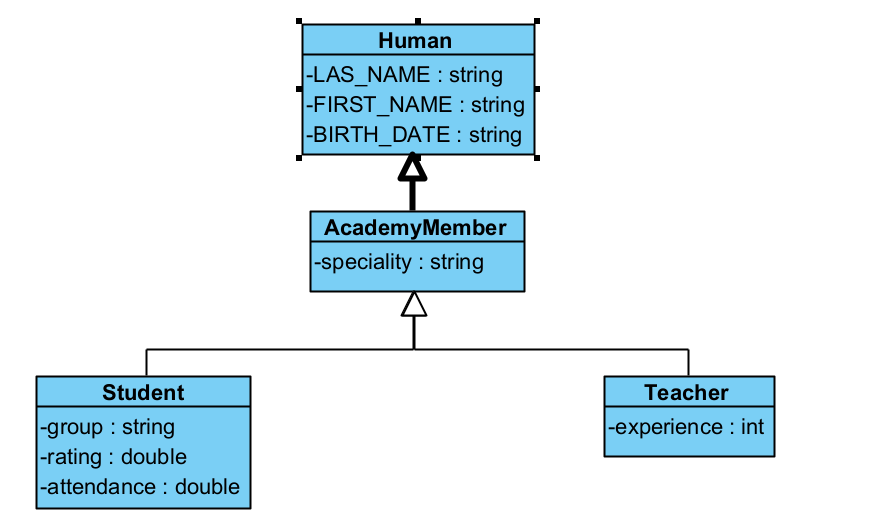 Human
-LAS_NAME : string
-FIRST_NAME : string
-BIRTH_DATE : string
AcademyMember
-speciality : string
Student
-group : string
-rating : double
-attendance : double
Teacher
-experience : int